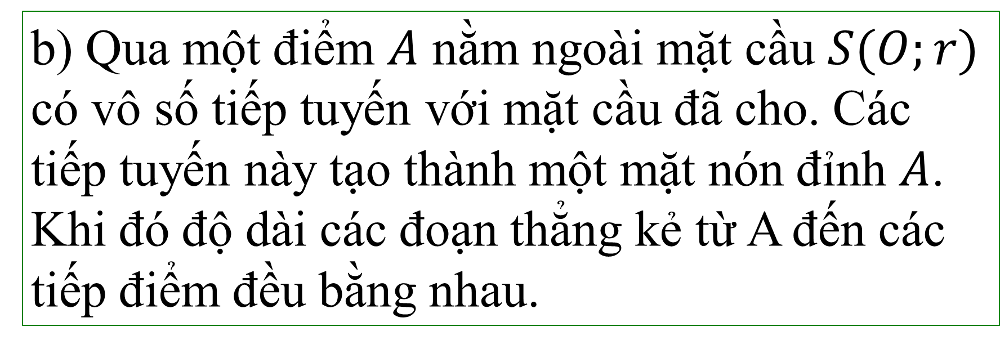 b) Qua một điểm A nằm ngoài mặt cầu S(O; r)
có vô số tiếp tuyến với mặt cầu đã cho. Các
tiếp tuyến này tạo thành một mặt nón đỉnh A.
Khi đó độ dài các đoạn thẳng kẻ từ A đến các
tiếp điểm đều bằng nhau.